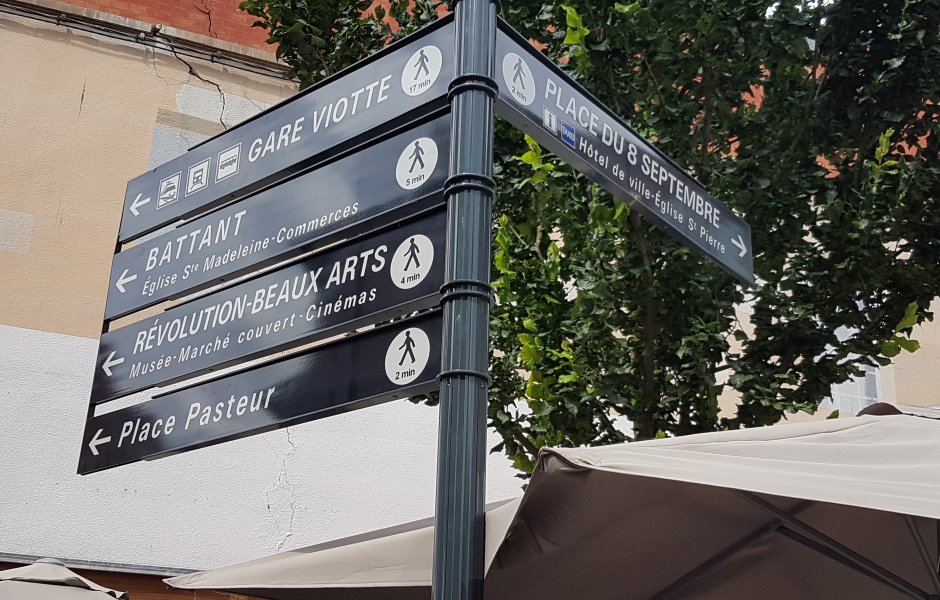 GARE VIOTTE
17 min
BATTANT
Église Ste Madeleine-Commerces
5 min
RÉVOLUTION-BEAUX ARTS
Musée-Marché couvert-Cinémas
4 min
Place Pasteur
2 min
2 min
PLACE DU 8 SEPTEMBRE
i TAXIS
Hôtel de ville-Église St Pierre